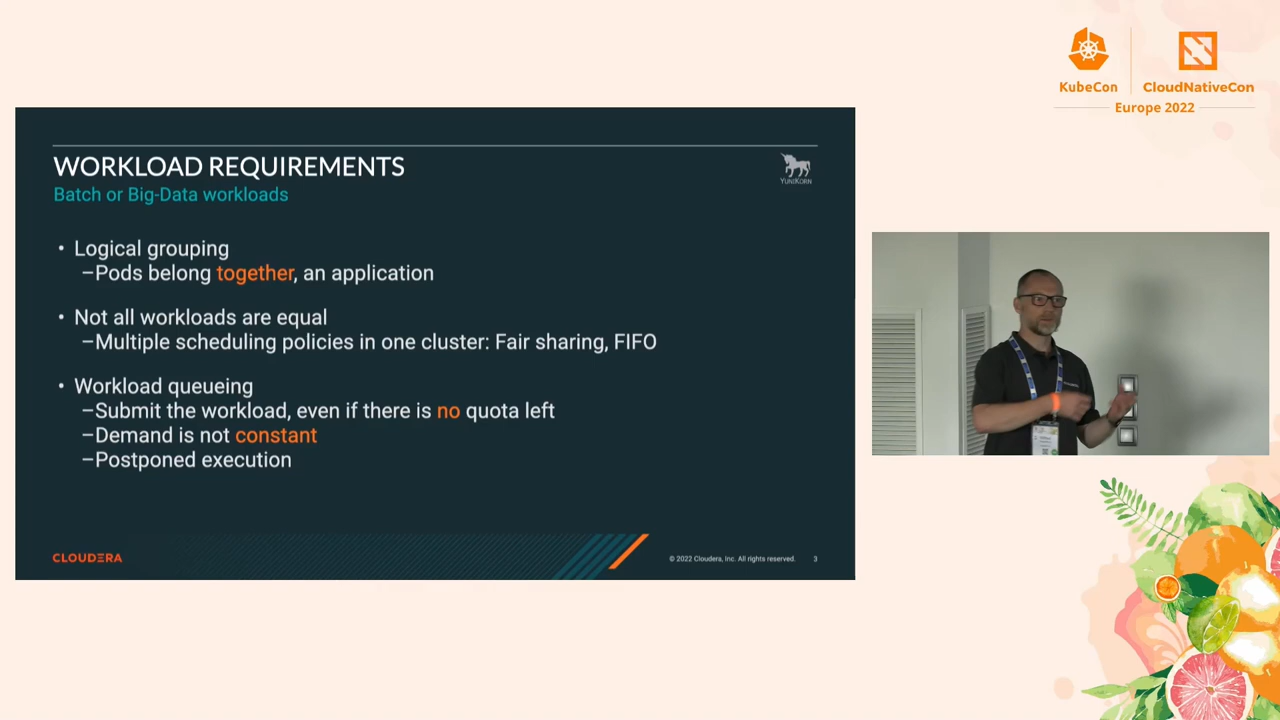 KubeCon
CloudNativeCon
Europe 2022
WORKLOAD REQUIREMENTS
Batch or Big-Data workloads
YUNIKORN
• Logical grouping
–Pods belong together, an application
• Not all workloads are equal
–Multiple scheduling policies in one cluster: Fair sharing, FIFO
• Workload queueing
–Submit the workload, even if there is no quota left
–Demand is not constant
–Postponed execution
CLOUDERA
© 2022 Cloudera, Inc. All rights reserved.
3